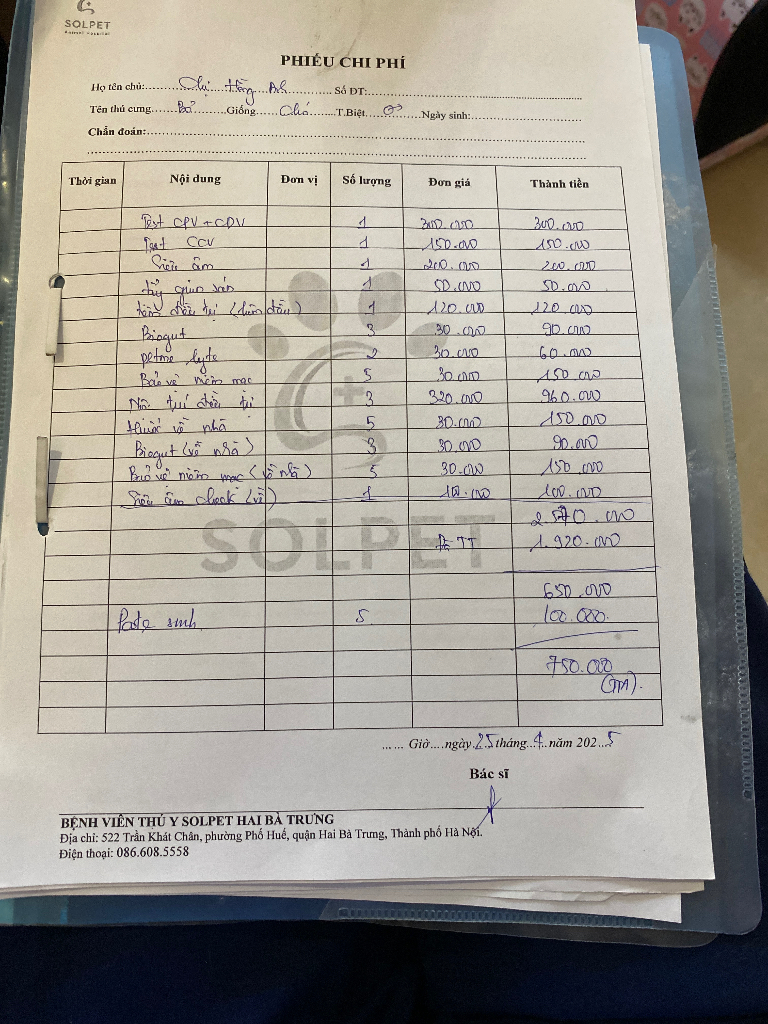 SOLPET
Animal Hospital
PHIẾU CHI PHÍ
Họ tên chủ: Chị Hồng Anh Số ĐT:
Tên thú cưng Bơ Giống Chó T.Biệt ♂ Ngày sinh:
Chẩn đoán:
Thời gian Nội dung Đơn vị Số lượng Đơn giá Thành tiền
Test CPV + CDV 1 300.000 300.000
Test CCV 1 150.000 150.000
Siêu âm 1 200.000 200.000
tẩy giun sán 1 50.000 50.000
tiêm điều trị (lần đầu) 1 120.000 120.000
Biogut 3 30.000 90.000
petme lyte 2 30.000 60.000
Bảo vệ niêm mạc 5 30.000 150.000
Nội trú điều trị 3 320.000 960.000
thuốc về nhà 5 30.000 150.000
Biogut (về nhà) 3 30.000 90.000
Bảo vệ niêm mạc (về nhà) 5 30.000 150.000
Siêu âm check (về) 1 100.000 100.000
2.570.000
Đã TT 1.920.000
650.000
Pate sinh 5 100.000
750.000
SOLPET
...... Giờ....ngày 25 tháng 4 năm 2025
Bác sĩ
BỆNH VIỆN THÚ Y SOLPET HAI BÀ TRƯNG
Địa chỉ: 522 Trần Khát Chân, phường Phố Huế, quận Hai Bà Trưng, Thành phố Hà Nội.
Điện thoại: 086.608.5558